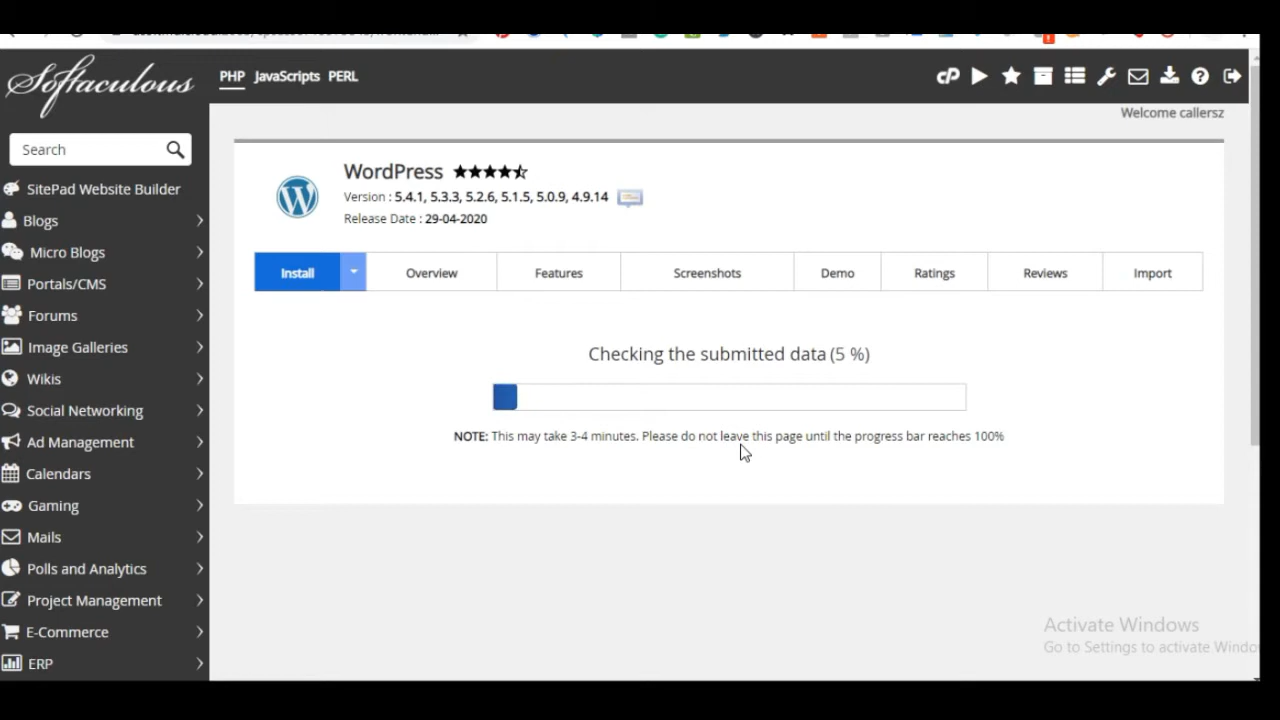 Softaculous
PHP JavaScripts PERL
Welcome callersz
Search
SitePad Website Builder
Blogs
Micro Blogs
Portals/CMS
Forums
Image Galleries
Wikis
Social Networking
Ad Management
Calendars
Gaming
Mails
Polls and Analytics
Project Management
E-Commerce
ERP
WordPress
Version : 5.4.1, 5.3.3, 5.2.6, 5.1.5, 5.0.9, 4.9.14
Release Date : 29-04-2020
Install Overview Features Screenshots Demo Ratings Reviews Import
Checking the submitted data (5 %)
NOTE: This may take 3-4 minutes. Please do not leave this page until the progress bar reaches 100%
Activate Windows
Go to Settings to activate Windo